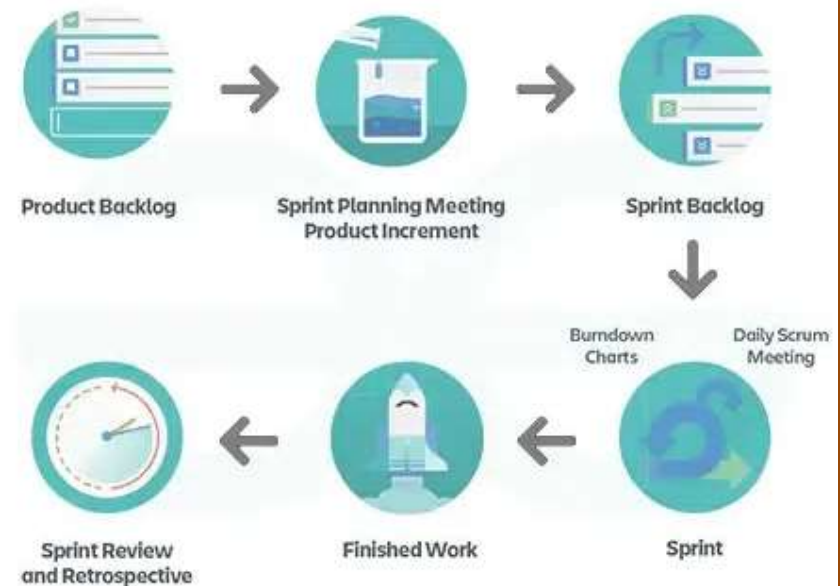 Product Backlog
Sprint Planning Meeting
Product Increment
Sprint Backlog
Burndown
Charts
Daily Scrum
Meeting
Sprint Review
and Retrospective
Finished Work
Sprint